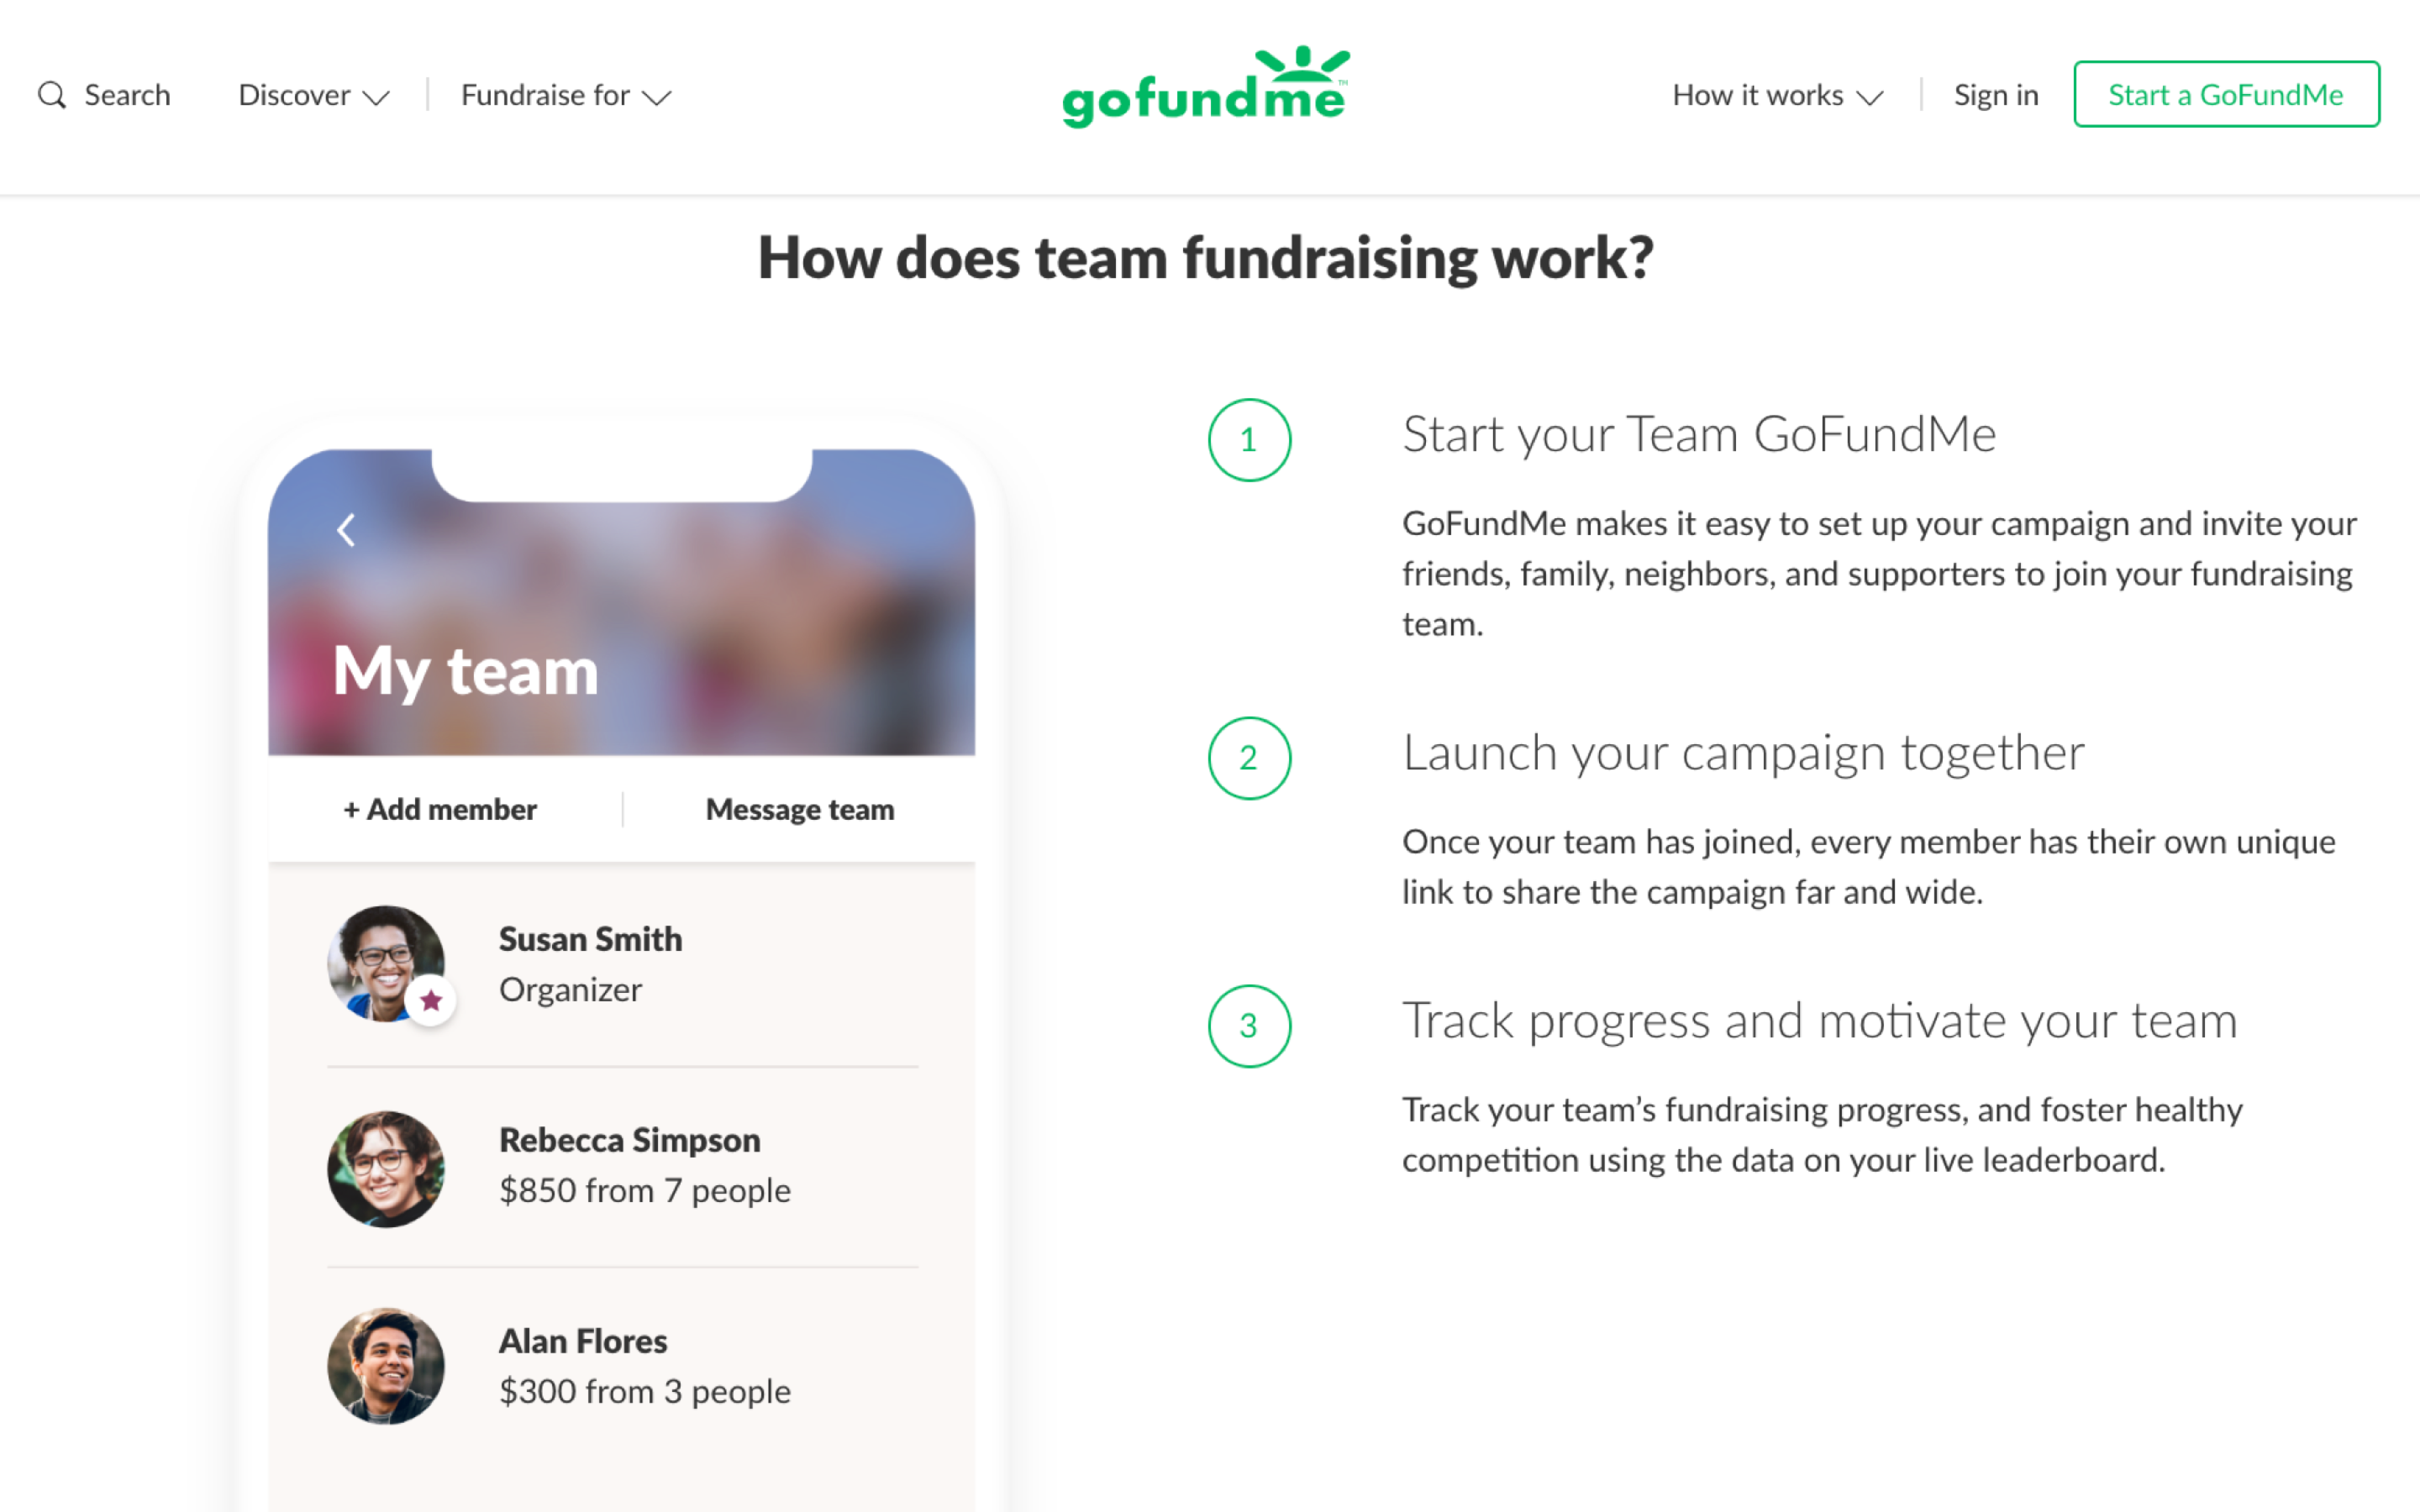 Search
Discover
Fundraise for
gofundme™
How it works
Sign in
Start a GoFundMe
How does team fundraising work?
My team
+ Add member
Message team
Susan Smith
Organizer
Rebecca Simpson
$850 from 7 people
Alan Flores
$300 from 3 people
1
Start your Team GoFundMe
GoFundMe makes it easy to set up your campaign and invite your
friends, family, neighbors, and supporters to join your fundraising
team.
2
Launch your campaign together
Once your team has joined, every member has their own unique
link to share the campaign far and wide.
3
Track progress and motivate your team
Track your team’s fundraising progress, and foster healthy
competition using the data on your live leaderboard.